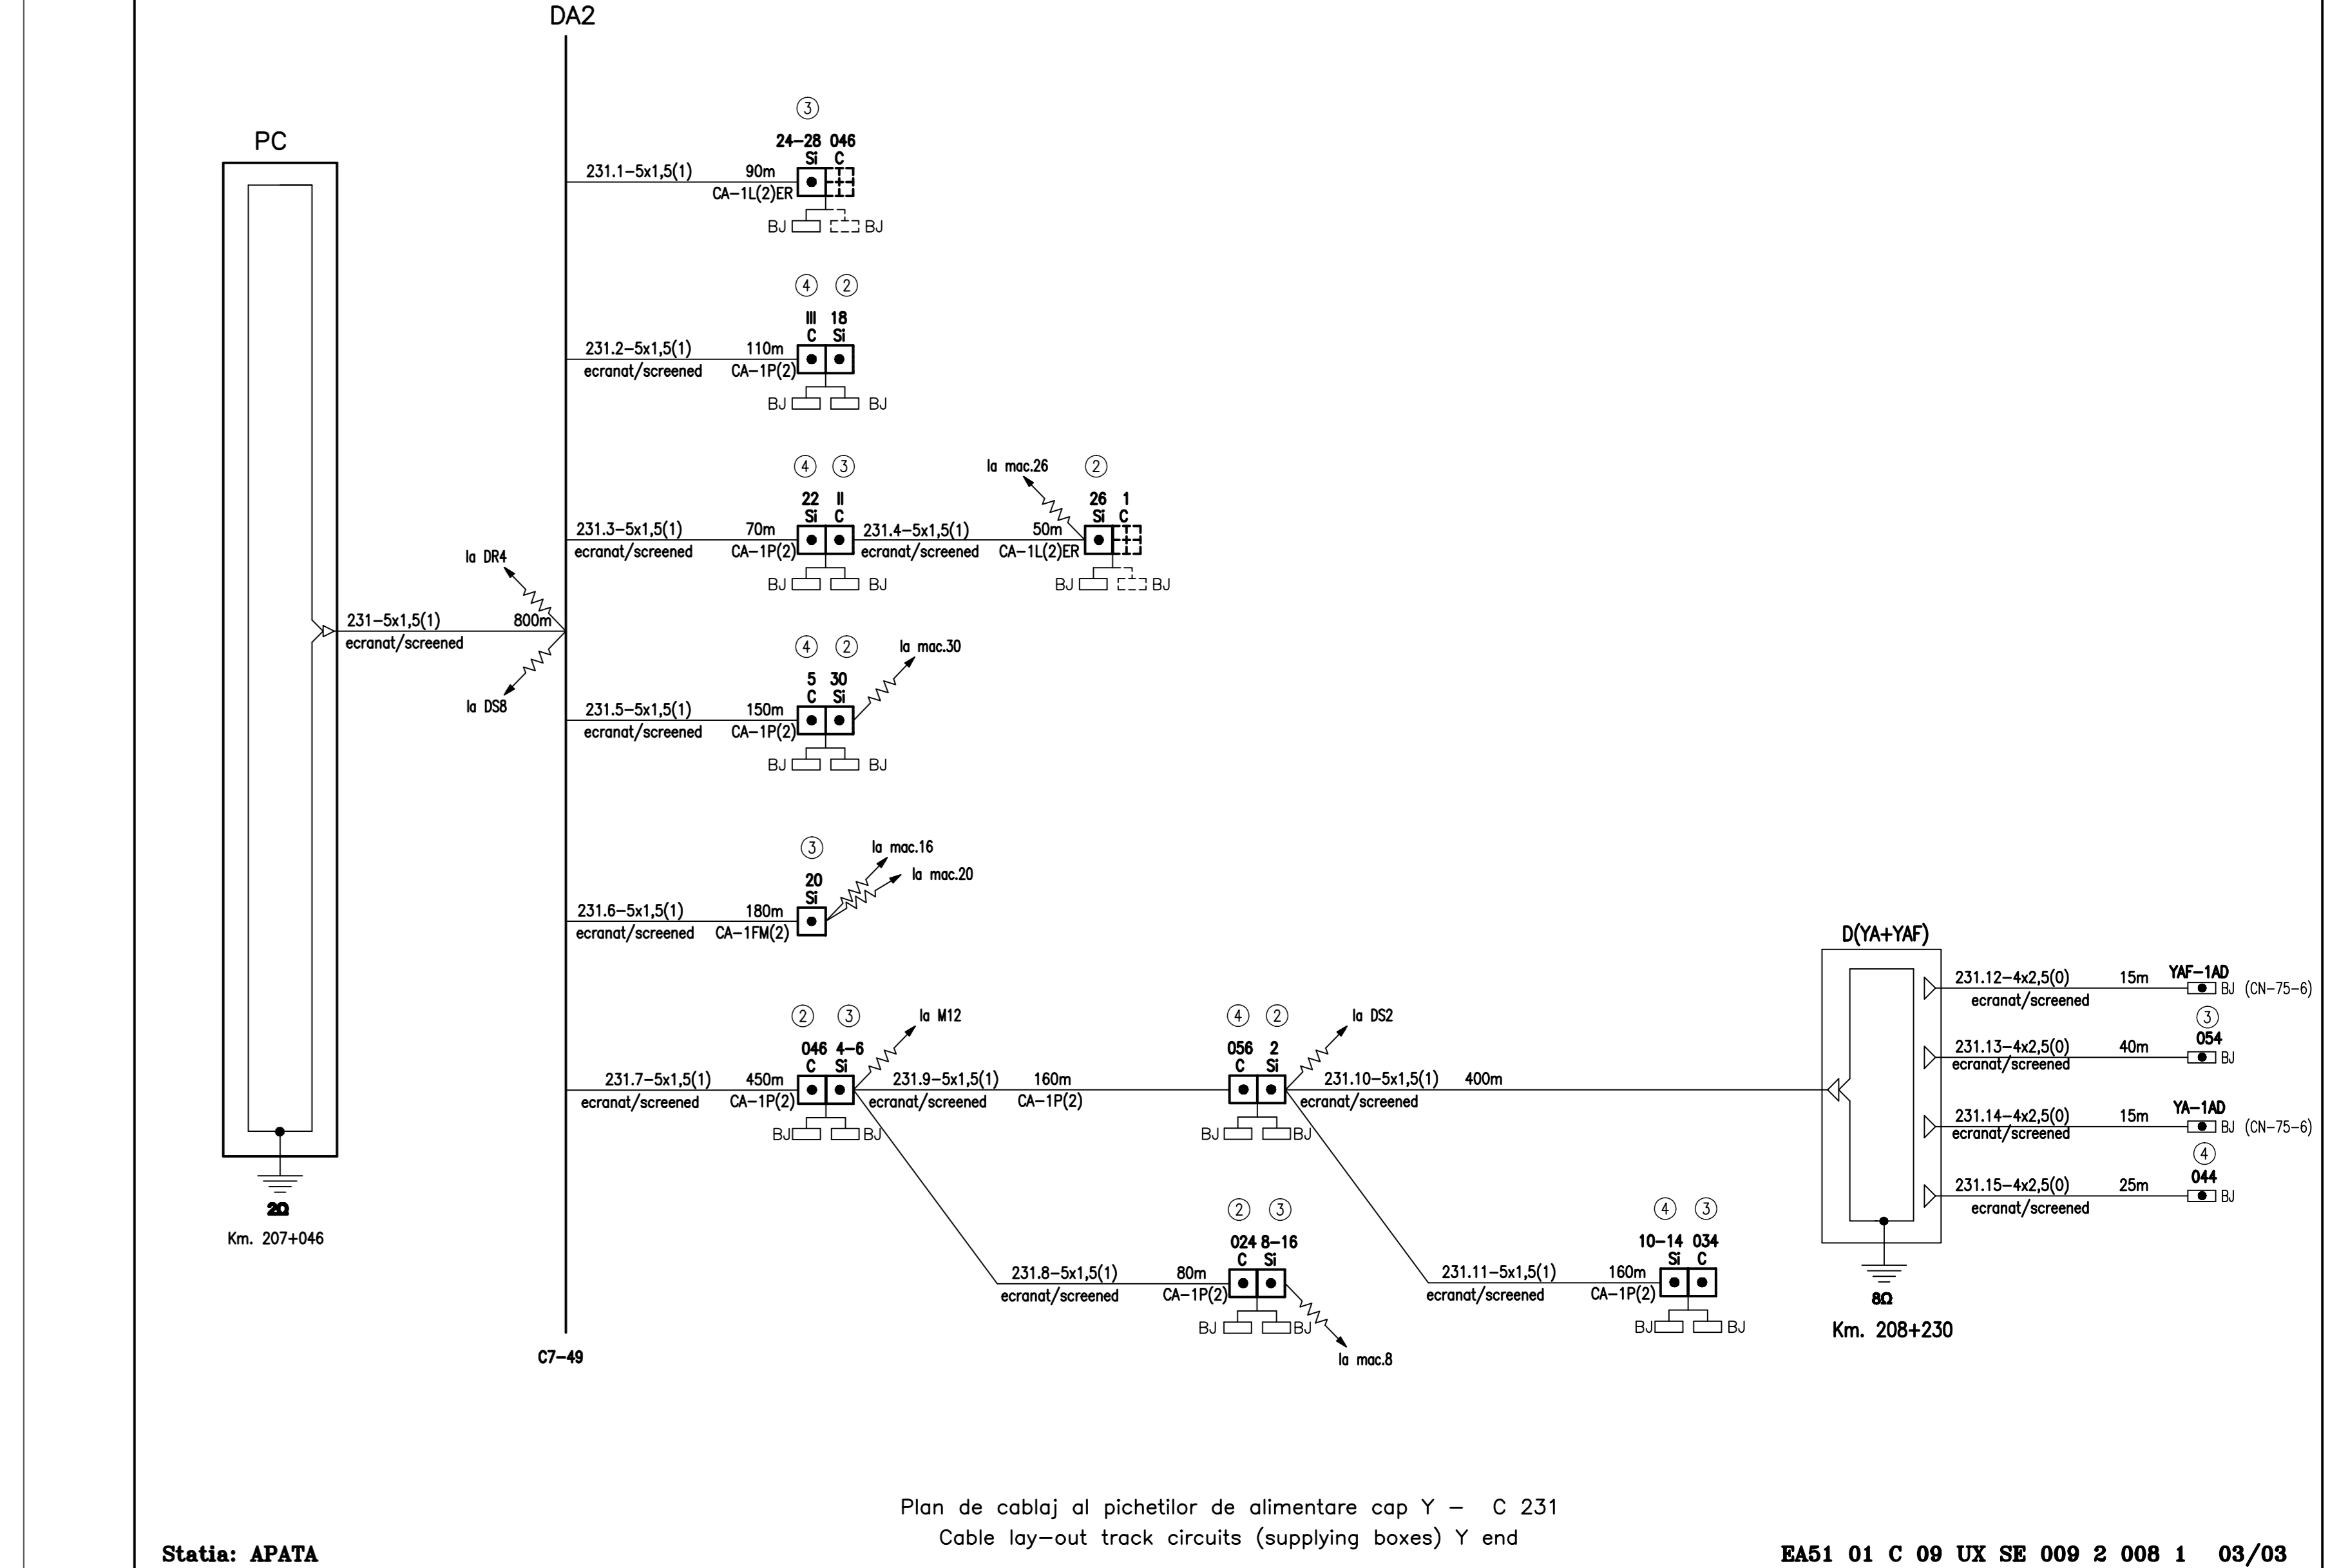 DA2
PC
3
24-28 046
Si C
231.1-5x1,5(1) 90m
CA-1L(2)ER
BJ BJ
4 2
III 18
C Si
231.2-5x1,5(1) 110m
ecranat/screened CA-1P(2)
BJ BJ
la mac.26
4 3 2
22 II 26 1
Si C Si C
231.3-5x1,5(1) 70m 231.4-5x1,5(1) 50m
ecranat/screened CA-1P(2) ecranat/screened CA-1L(2)ER
BJ BJ BJ BJ
la DR4
231-5x1,5(1) 800m
ecranat/screened
la DS8
4 2 la mac.30
5 30
C Si
231.5-5x1,5(1) 150m
ecranat/screened CA-1P(2)
BJ BJ
3 la mac.16
la mac.20
20
Si
231.6-5x1,5(1) 180m
ecranat/screened CA-1FM(2)
2 3 la M12 4 2 la DS2
046 4-6 056 2
C Si C Si
231.7-5x1,5(1) 450m 231.9-5x1,5(1) 160m 231.10-5x1,5(1) 400m
ecranat/screened CA-1P(2) ecranat/screened CA-1P(2) ecranat/screened
BJ BJ BJ BJ
D(YA+YAF)
231.12-4x2,5(0) 15m YAF-1AD
ecranat/screened BJ (CN-75-6)
3
054
231.13-4x2,5(0) 40m BJ
ecranat/screened
YA-1AD
231.14-4x2,5(0) 15m BJ (CN-75-6)
ecranat/screened
4
044
231.15-4x2,5(0) 25m BJ
ecranat/screened
2 3 4 3
024 8-16 10-14 034
C Si Si C
231.8-5x1,5(1) 80m 231.11-5x1,5(1) 160m
ecranat/screened CA-1P(2) ecranat/screened CA-1P(2)
BJ BJ BJ BJ
la mac.8
2Ω
Km. 207+046
8Ω
Km. 208+230
C7-49
Plan de cablaj al pichetilor de alimentare cap Y - C 231
Cable lay-out track circuits (supplying boxes) Y end
Statia: APATA
EA51 01 C 09 UX SE 009 2 008 1 03/03